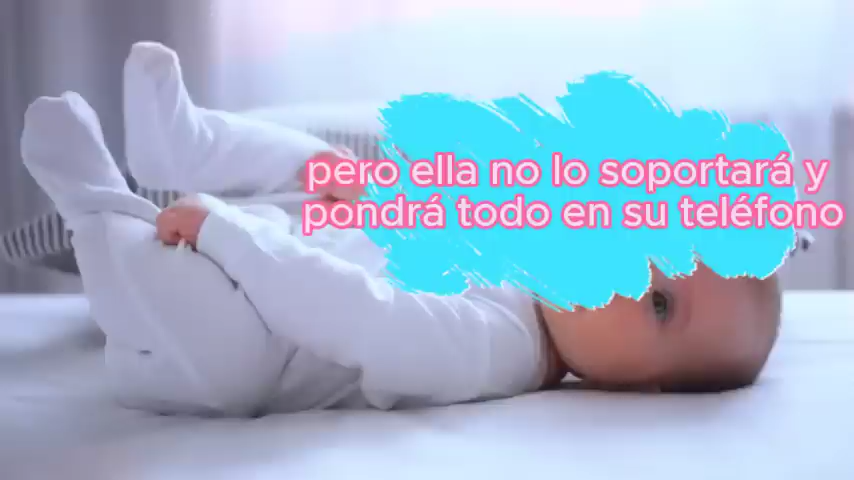 pero ella no lo soportará y
pondrá todo en su teléfono